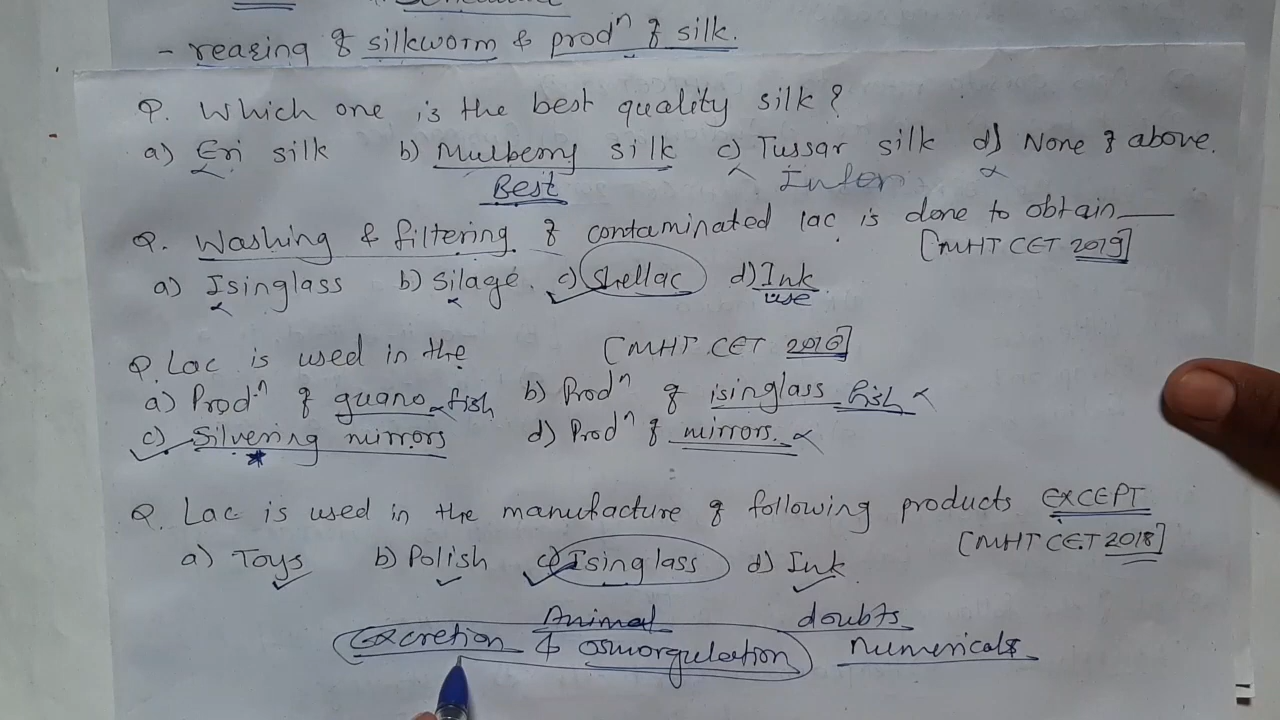 - rearing of silkworm & prodⁿ of silk.
Q. Which one is the best quality silk?
a) Eri silk b) Mulberry silk c) Tussar silk d) None of above.
Best
Q. Washing & filtering of contaminated lac is done to obtain ___
[MHT CET 2019]
a) Isinglass b) Silage c) Shellac d) Ink
use
Q. Lac is used in the [MHT CET 2016]
a) Prodⁿ of guano fish b) Prodⁿ of isinglass fish
c) Silvering mirrors d) Prodⁿ of mirrors.
Q. Lac is used in the manufacture of following products EXCEPT
[MHT CET 2018]
a) Toys b) Polish c) Isinglass d) Ink
Animal doubts
Excretion & osmorgulation numericals